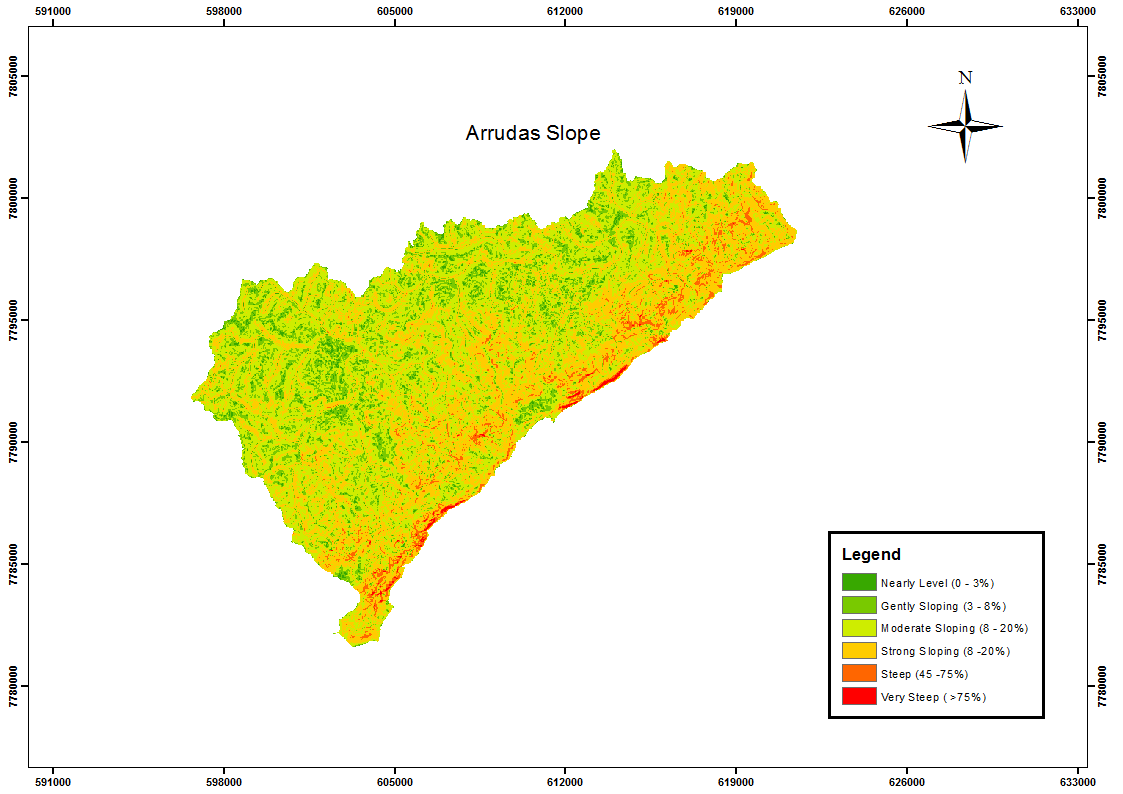 591000 598000 605000 612000 619000 626000 633000
7805000 7805000
N
Arrudas Slope
7800000 7800000
7795000 7795000
7790000 7790000
7785000 7785000
7780000 7780000
Legend
Nearly Level (0 - 3%)
Gently Sloping (3 - 8%)
Moderate Sloping (8 - 20%)
Strong Sloping (8 -20%)
Steep (45 -75%)
Very Steep ( >75%)
591000 598000 605000 612000 619000 626000 633000